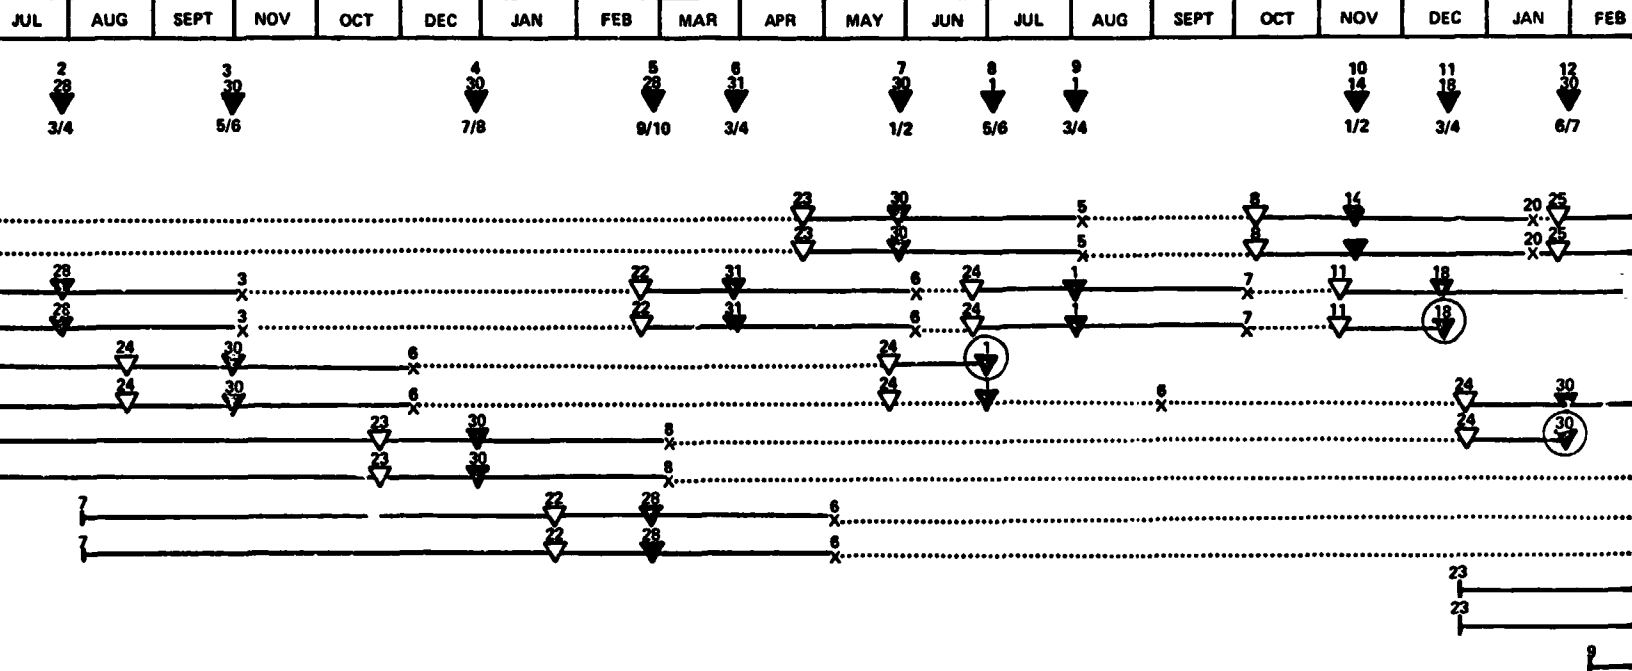 JUL AUG SEPT NOV OCT DEC JAN FEB MAR APR MAY JUN JUL AUG SEPT OCT NOV DEC JAN FEB
2 3 4 5 6 7 8 9 10 11 12
28 30 30 28 31 30 1 1 14 18 30
3/4 5/6 7/8 9/10 3/4 1/2 5/6 3/4 1/2 3/4 6/7
23 30 5 8 14 20 25
23 30 5 8 20 25
28 3 22 31 6 24 1 7 11 18
28 3 22 31 6 24 1 7 11 18
24 30 6 24 1
24 30 6 24 6 24 30
23 30 8 24 30
23 30 8
7 22 28 6
7 22 28 6
23
23
9